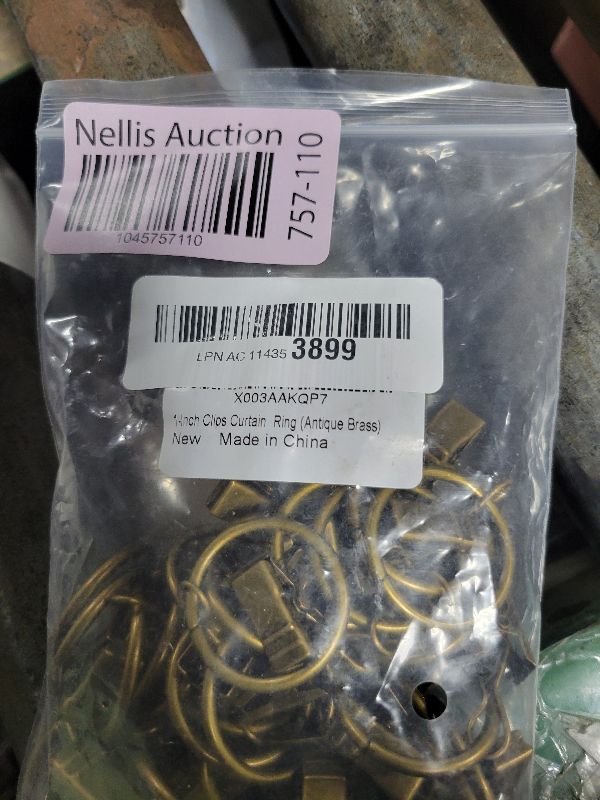 Nellis Auction
757-110
1045757110
LPN AC 11435 3899
X003AAKQP7
1-Inch Clips Curtain Ring (Antique Brass)
New Made in China